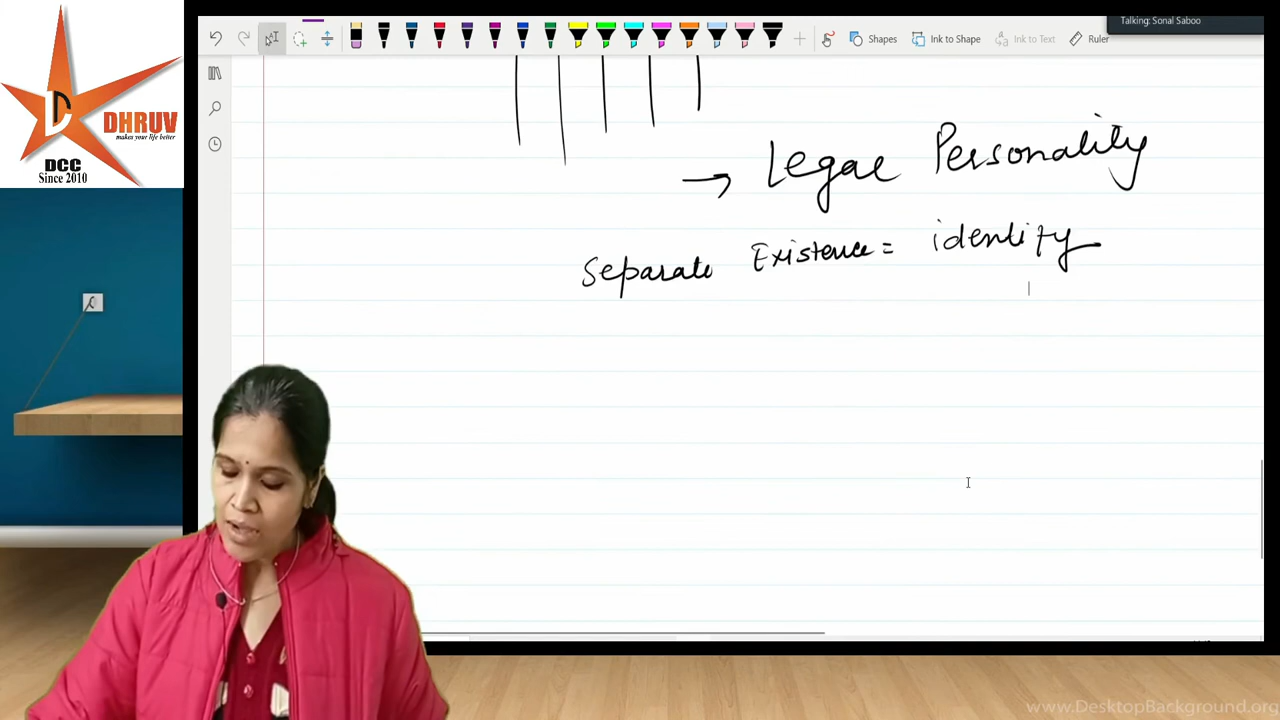 Talking: Sonal Saboo
Shapes
Ink to Shape
Ink to Text
Ruler
D
DHRUV
makes your life better
DCC
Since 2010
→ Legal Personality
Separate Existence = identity
www.DesktopBackground.org